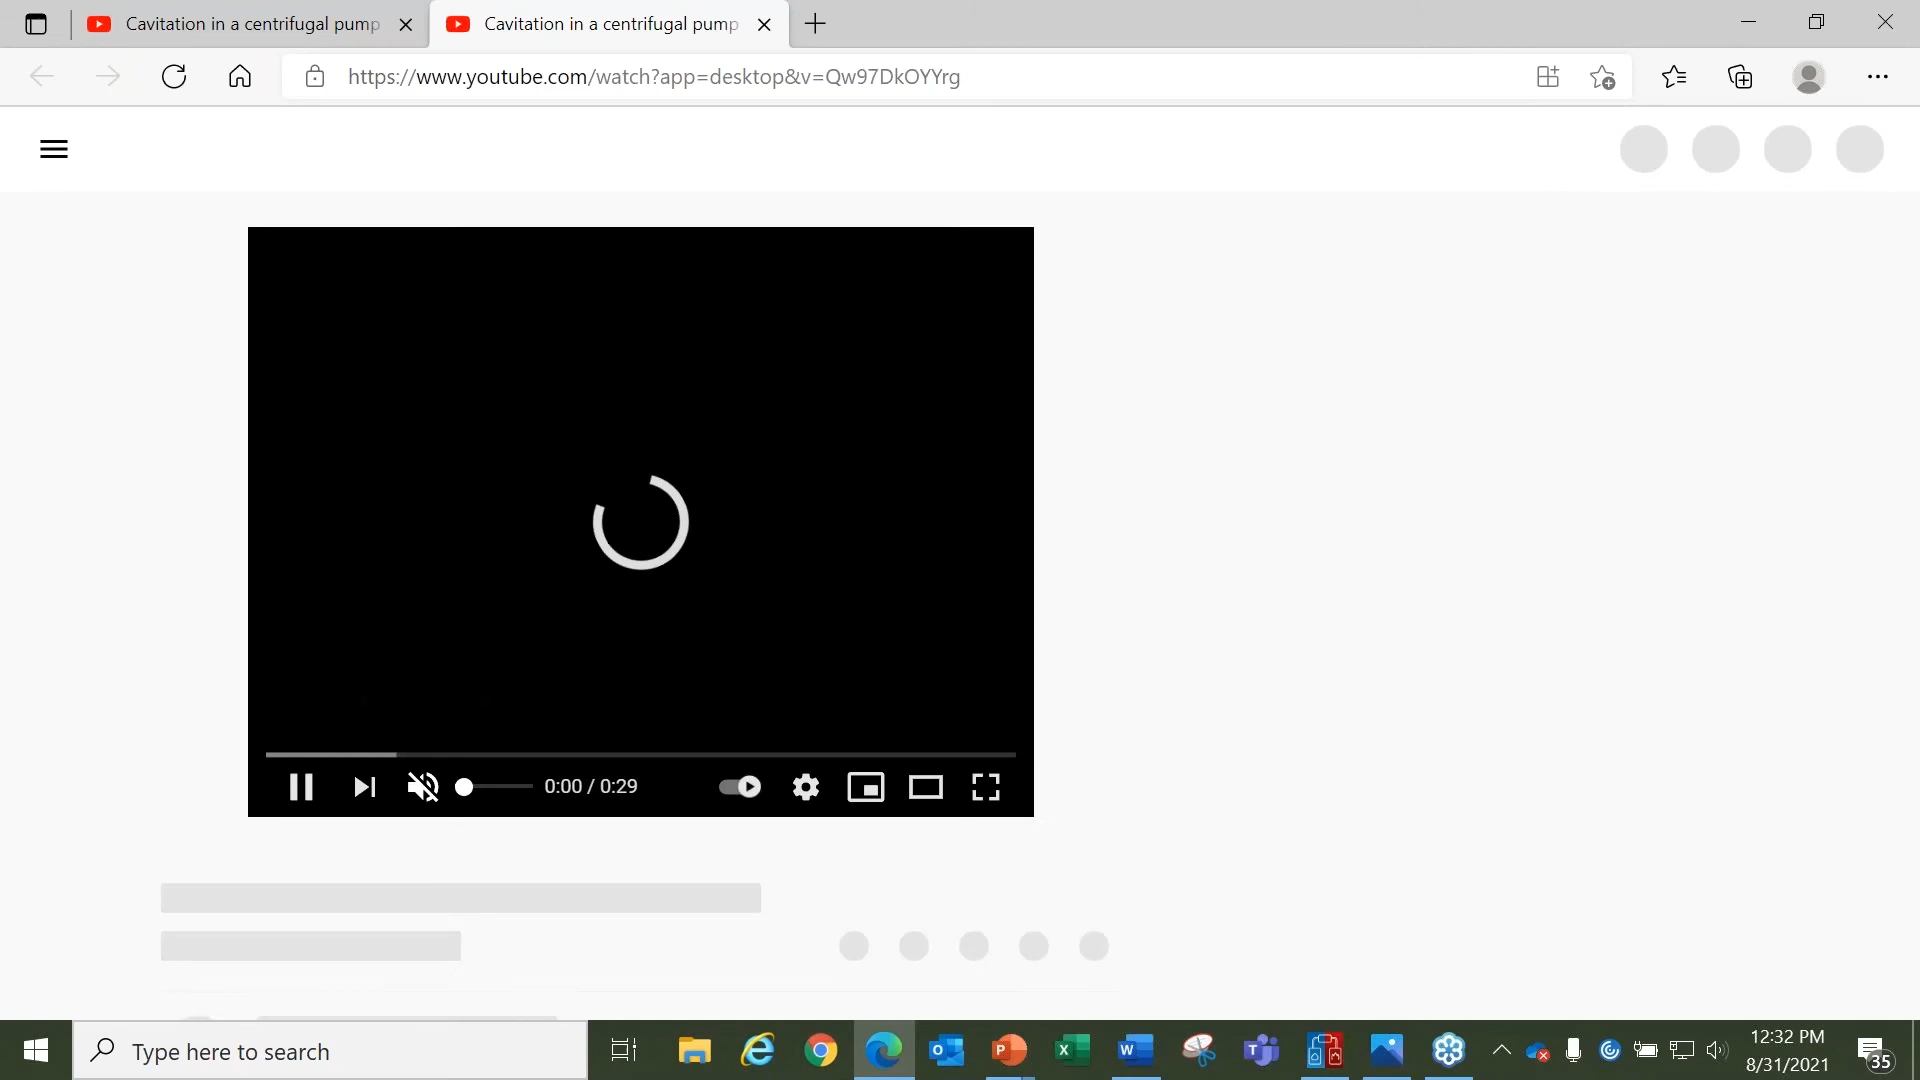 Cavitation in a centrifugal pump
Cavitation in a centrifugal pump
https://www.youtube.com/watch?app=desktop&v=Qw97DkOYYrg
0:00 / 0:29
Type here to search
12:32 PM
8/31/2021
35